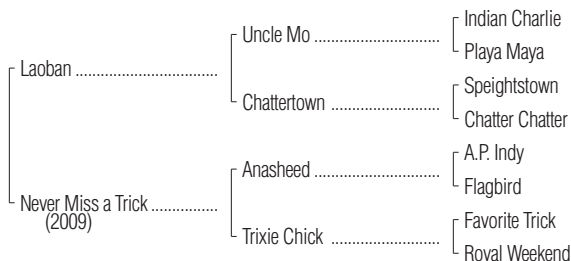 Indian Charlie
Uncle Mo
Playa Maya
Laoban
Speightstown
Chattertown
Chatter Chatter
A.P. Indy
Anasheed
Flagbird
Never Miss a Trick
(2009)
Favorite Trick
Trixie Chick
Royal Weekend